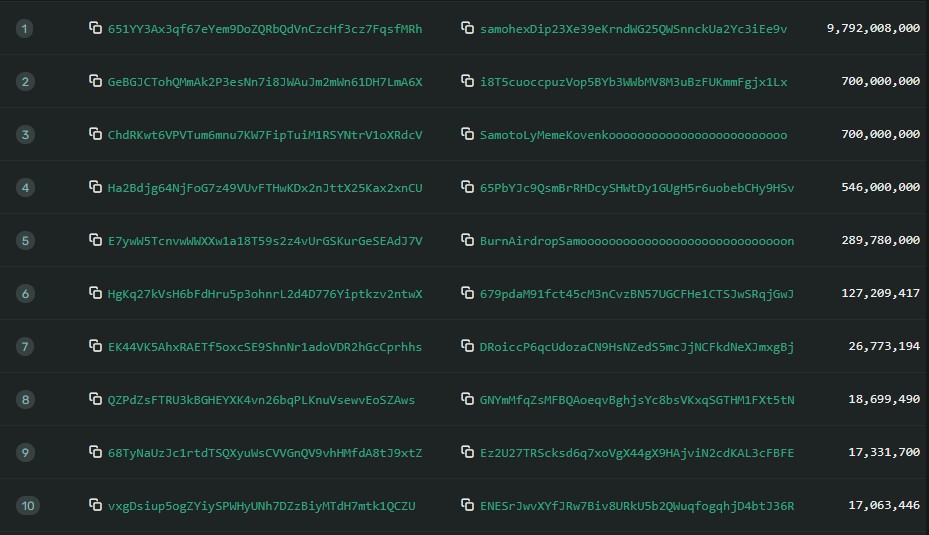 1 651YY3Ax3qf67eYem9DoZQRbQdVnCzcHf3cz7FqsfMRh samohexDip23Xe39eKrndWG25QWSnnckUa2Yc3iEe9v 9,792,008,000
2 GeBGJCTohQMmAk2P3esNn7i8JWAuJm2mWn61DH7LmA6X i8T5cuoccpuzVop5BYb3WWbMV8M3uBzFUKmmFgjx1Lx 700,000,000
3 ChdRKwt6VPVTum6mnu7KW7FipTuiM1RSYNtrV1oXRdcV SamotoLyMemeKovenkooooooooooooooooooooooooo 700,000,000
4 Ha2Bdjg64NjFoG7z49VUvFTHwKDx2nJttX25Kax2xnCU 65PbYJc9QsmBrRHDcySHWtDy1GUgH5r6uobebCHy9HSv 546,000,000
5 E7ywW5TcnvwWWXXw1a18T59s2z4vUrGSKurGeSEAdJ7V BurnAirdropSamooooooooooooooooooooooooooooon 289,780,000
6 HgKq27kVsH6bFdHru5p3ohnrL2d4D776Yiptkzv2ntwX 679pdaM91fct45cM3nCvzBN57UGCFHe1CTSJwSRqjGwJ 127,209,417
7 EK44VK5AhxRAETf5oxcSE9ShnNr1adoVDR2hGcCprhhs DRoiccP6qcUdozaCN9HsNZedS5mcJjNCFkdNeXJmxgBj 26,773,194
8 QZPdZsFTRU3kBGHEYXK4vn26bqPLKnuVsewvEoSZAws GNYmMfqZsMFBQAoeqvBghjsYc8bsVKxqSGTHM1FXt5tN 18,699,490
9 68TyNaUzJc1rtdTSQXyuWsCVVGnQV9vhHMfdA8tJ9xtZ Ez2U27TRScksd6q7xoVgX44gX9HAjviN2cdKAL3cFBFE 17,331,700
10 vxgDsiup5ogZYiySPWHyUNh7DZzBiyMTdH7mtk1QCZU ENESrJwvXYfJRw7Biv8URkU5b2QWuqfogqhjD4btJ36R 17,063,446